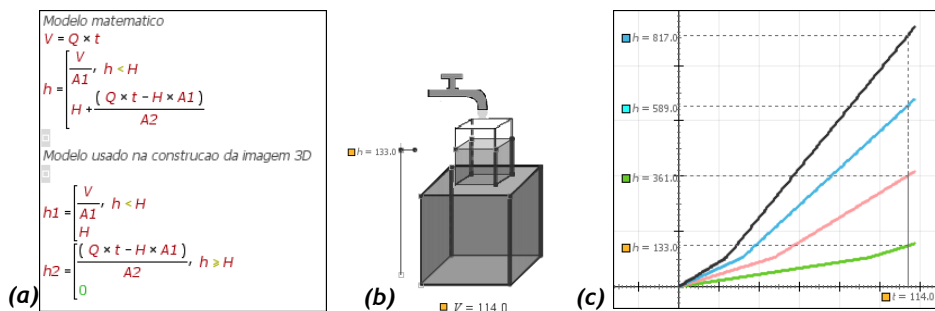 Modelo matematico
V = Q × t
h = V / A1, h < H
H + ( Q × t - H × A1) / A2
Modelo usado na construcao da imagem 3D
h1 = V / A1, h < H
H
h2 = ( Q × t - H × A1) / A2, h ⩾ H
0
(a)
h = 133.0
V = 114.0
(b)
h = 817.0
h = 589.0
h = 361.0
h = 133.0
t = 114.0
(c)